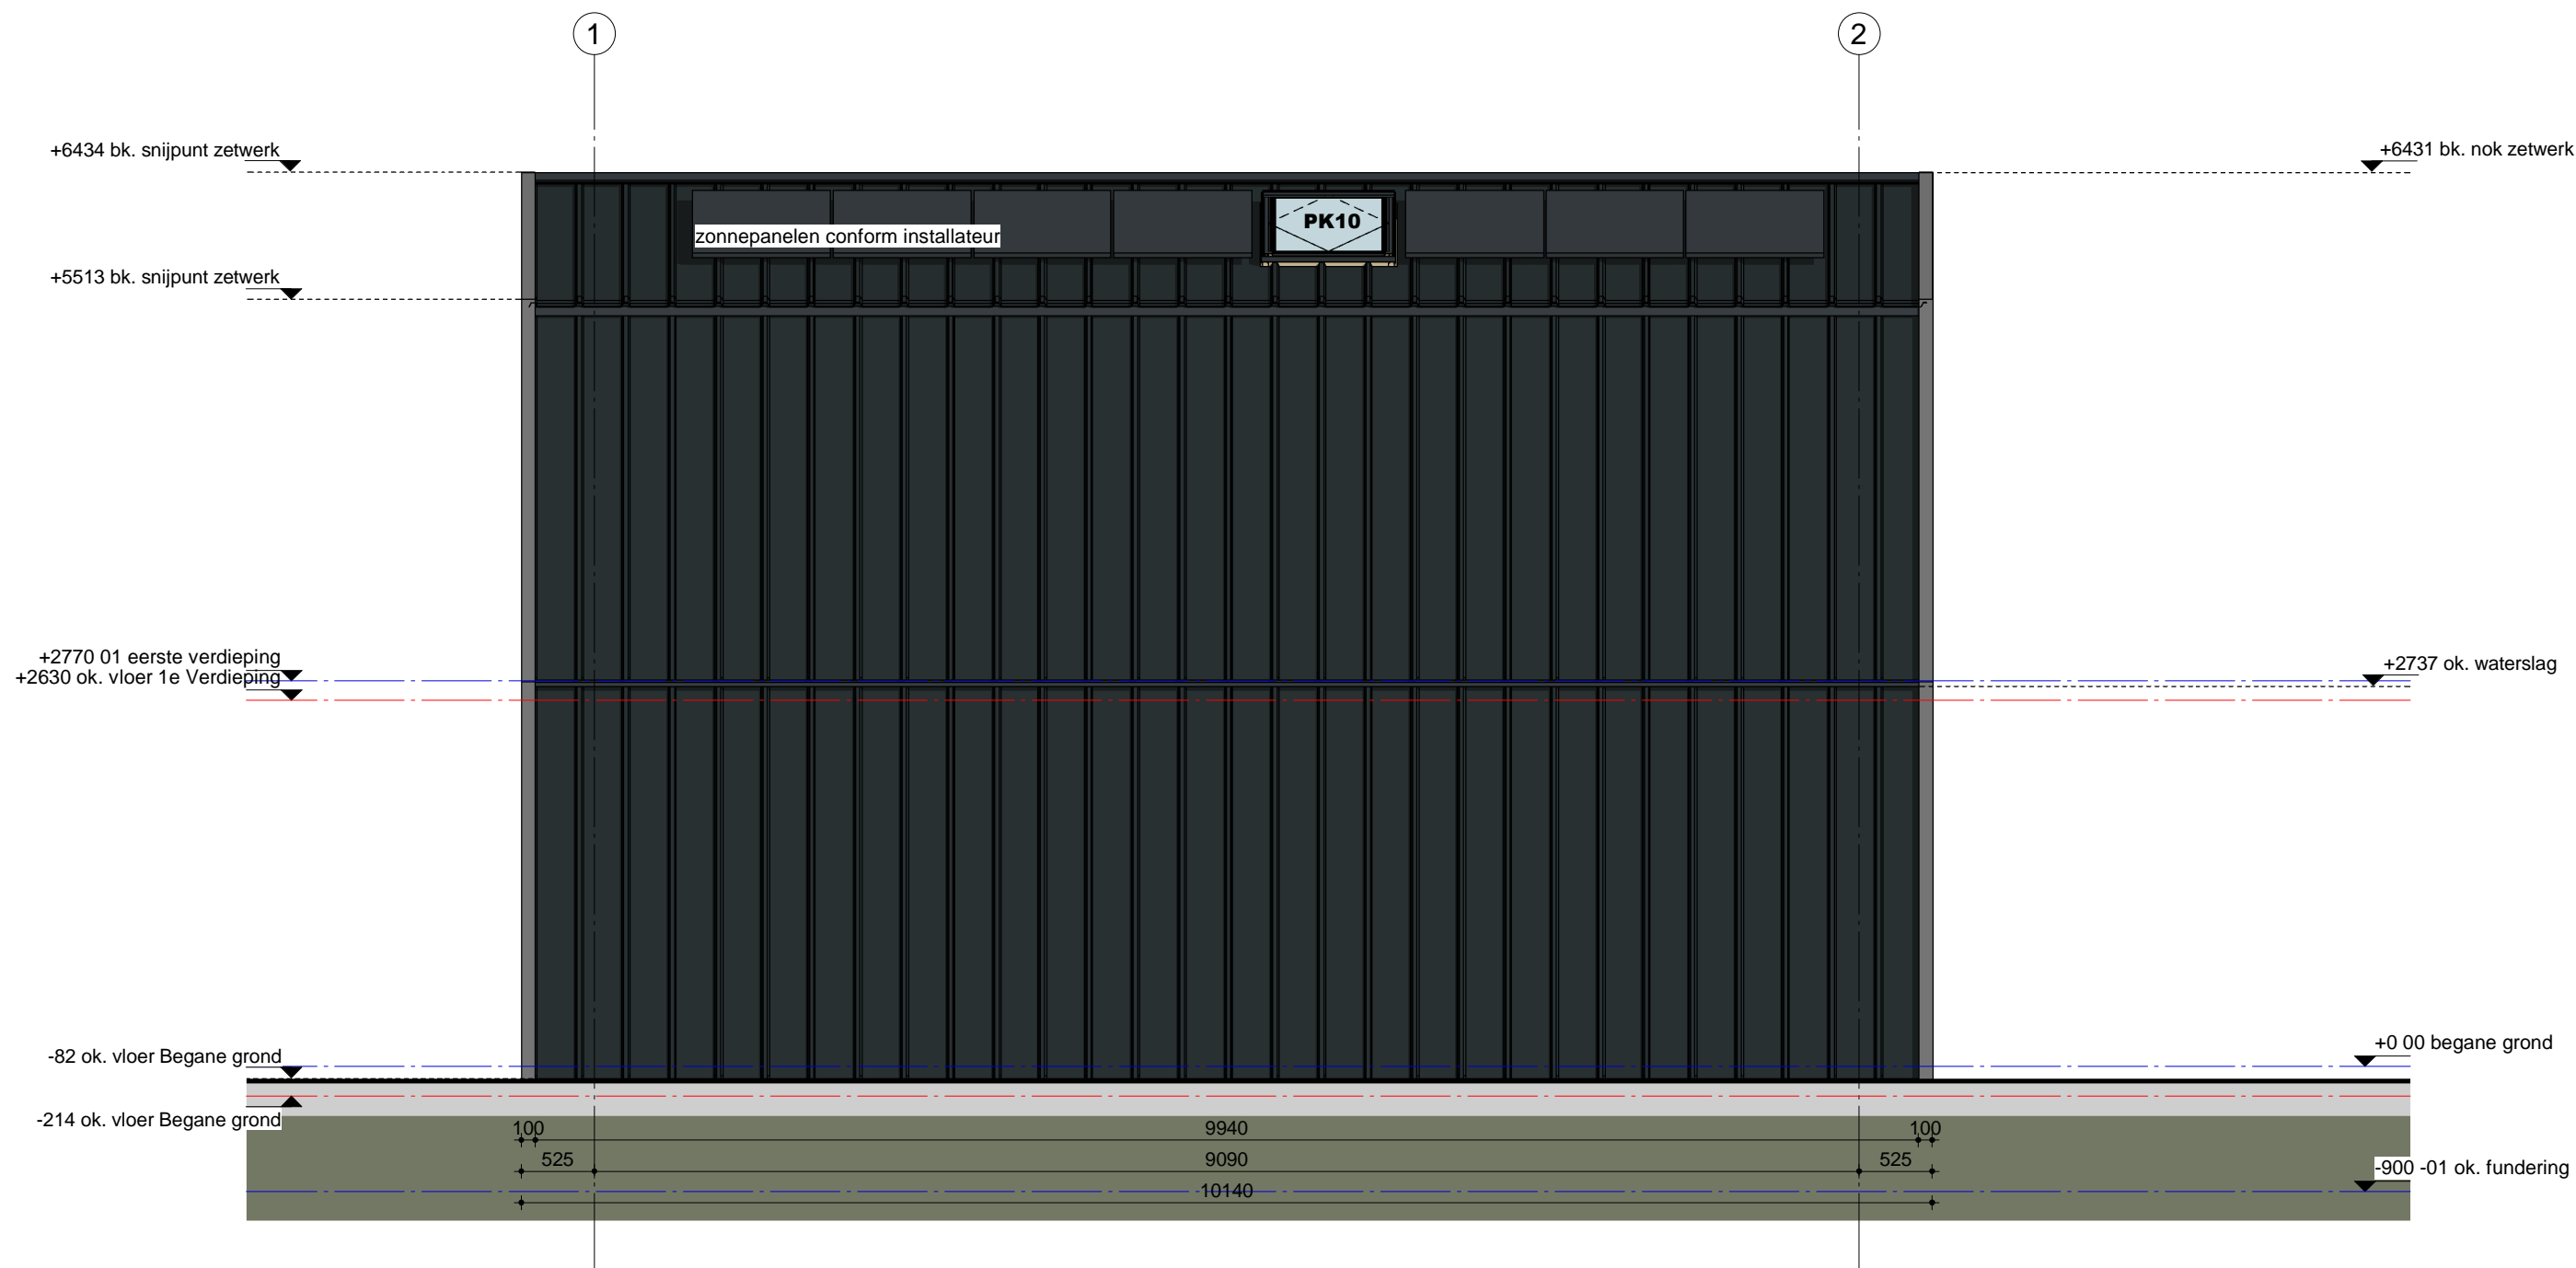 1
2
+6434 bk. snijpunt zetwerk
+6431 bk. nok zetwerk
PK10
zonnepanelen conform installateur
+5513 bk. snijpunt zetwerk
+2770 01 eerste verdieping
+2630 ok. vloer 1e Verdieping
+2737 ok. waterslag
-82 ok. vloer Begane grond
+0 00 begane grond
-214 ok. vloer Begane grond
100
9940
100
525
9090
525
-900 -01 ok. fundering
10140